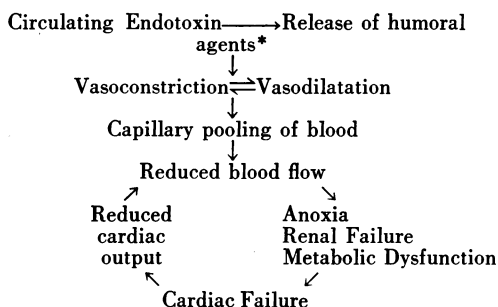 Circulating Endotoxin⟶Release of humoral
agents*
↓
Vasoconstriction⇌Vasodilatation
↓
Capillary pooling of blood
↓
Reduced blood flow
↗ ↘
Reduced Anoxia
cardiac Renal Failure
output Metabolic Dysfunction
↖ ↙
Cardiac Failure